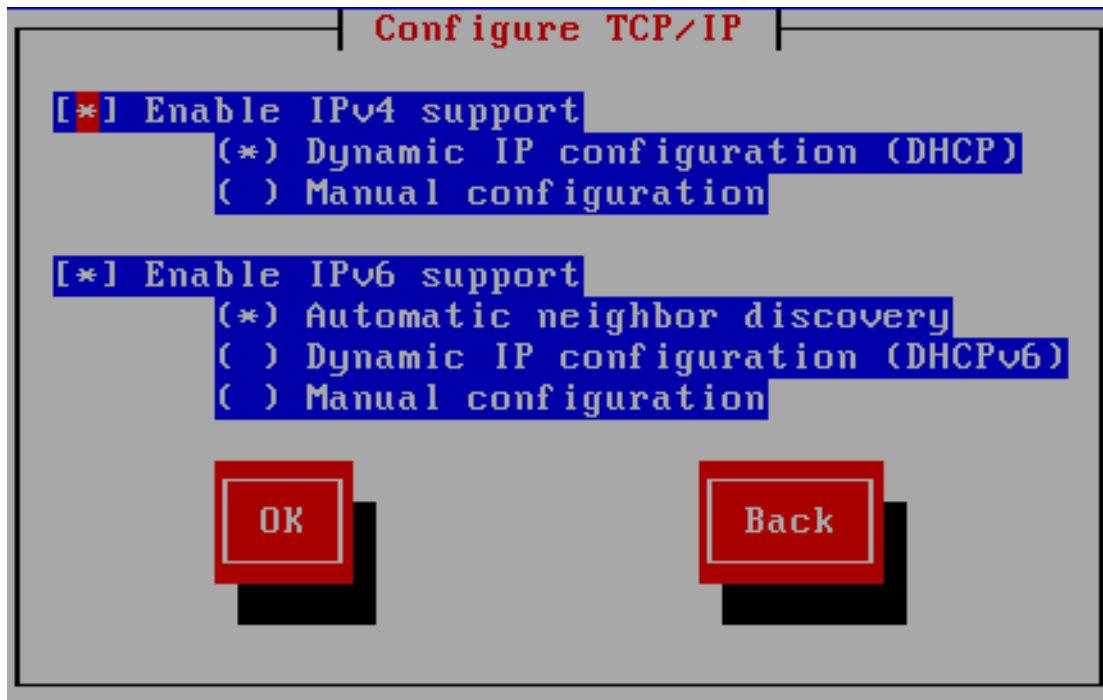 Configure TCP/IP
[*] Enable IPv4 support
(*) Dynamic IP configuration (DHCP)
( ) Manual configuration
[*] Enable IPv6 support
(*) Automatic neighbor discovery
( ) Dynamic IP configuration (DHCPv6)
( ) Manual configuration
OK
Back